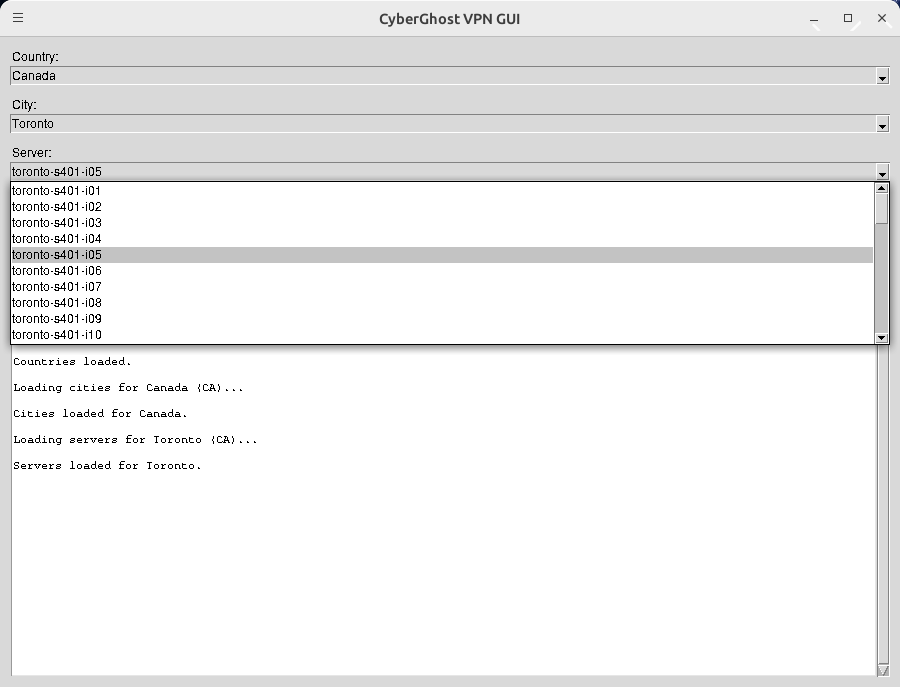 CyberGhost VPN GUI
Country:
Canada
City:
Toronto
Server:
toronto-s401-i05
toronto-s401-i01
toronto-s401-i02
toronto-s401-i03
toronto-s401-i04
toronto-s401-i05
toronto-s401-i06
toronto-s401-i07
toronto-s401-i08
toronto-s401-i09
toronto-s401-i10
Countries loaded.
Loading cities for Canada (CA)...
Cities loaded for Canada.
Loading servers for Toronto (CA)...
Servers loaded for Toronto.